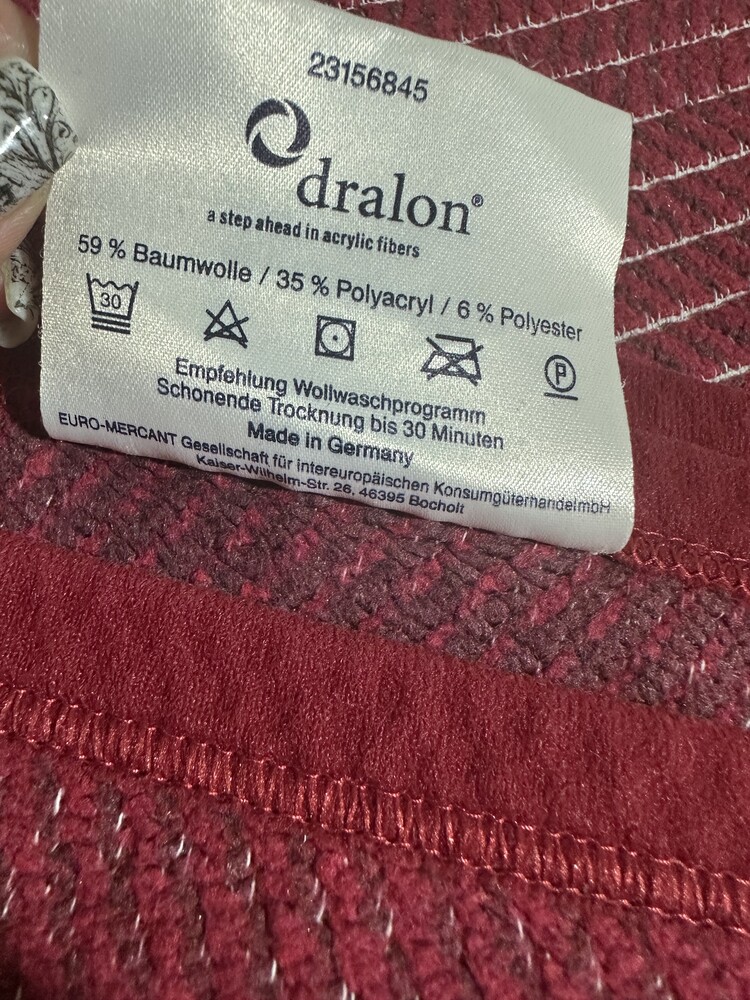 23156845
dralon®
a step ahead in acrylic fibers
59 % Baumwolle / 35 % Polyacryl / 6 % Polyester
30 P
Empfehlung Wollwaschprogramm
Schonende Trocknung bis 30 Minuten
Made in Germany
EURO-MERCANT Gesellschaft für intereuropäischen KonsumgüterhandelmbH
Kaiser-Wilhelm-Str. 26, 46395 Bocholt